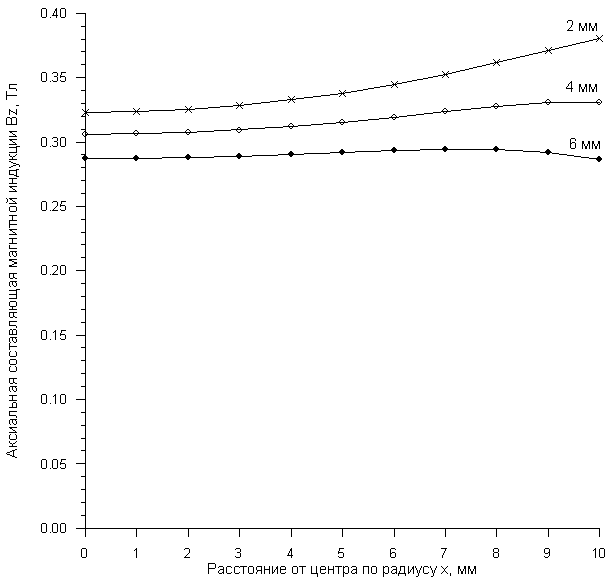 0.40
2 мм
0.35
4 мм
0.30
6 мм
0.25
0.20
0.15
0.10
0.05
0.00
Аксиальная составляющая магнитной индукции Bz, Тл
0 1 2 3 4 5 6 7 8 9 10
Расстояние от центра по радиусу x, мм